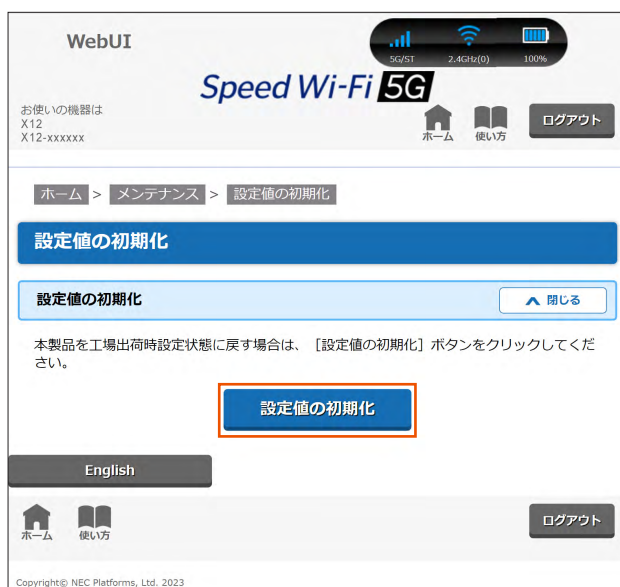 WebUI
5G/ST 2.4GHz(0) 100%
Speed Wi-Fi 5G
お使いの機器は
X12
X12-xxxxxx
ホーム 使い方 ログアウト
ホーム > メンテナンス > 設定値の初期化
設定値の初期化
設定値の初期化 閉じる
本製品を工場出荷時設定状態に戻す場合は、［設定値の初期化］ボタンをクリックしてくだ
さい。
設定値の初期化
English
ホーム 使い方 ログアウト
Copyright© NEC Platforms, Ltd. 2023